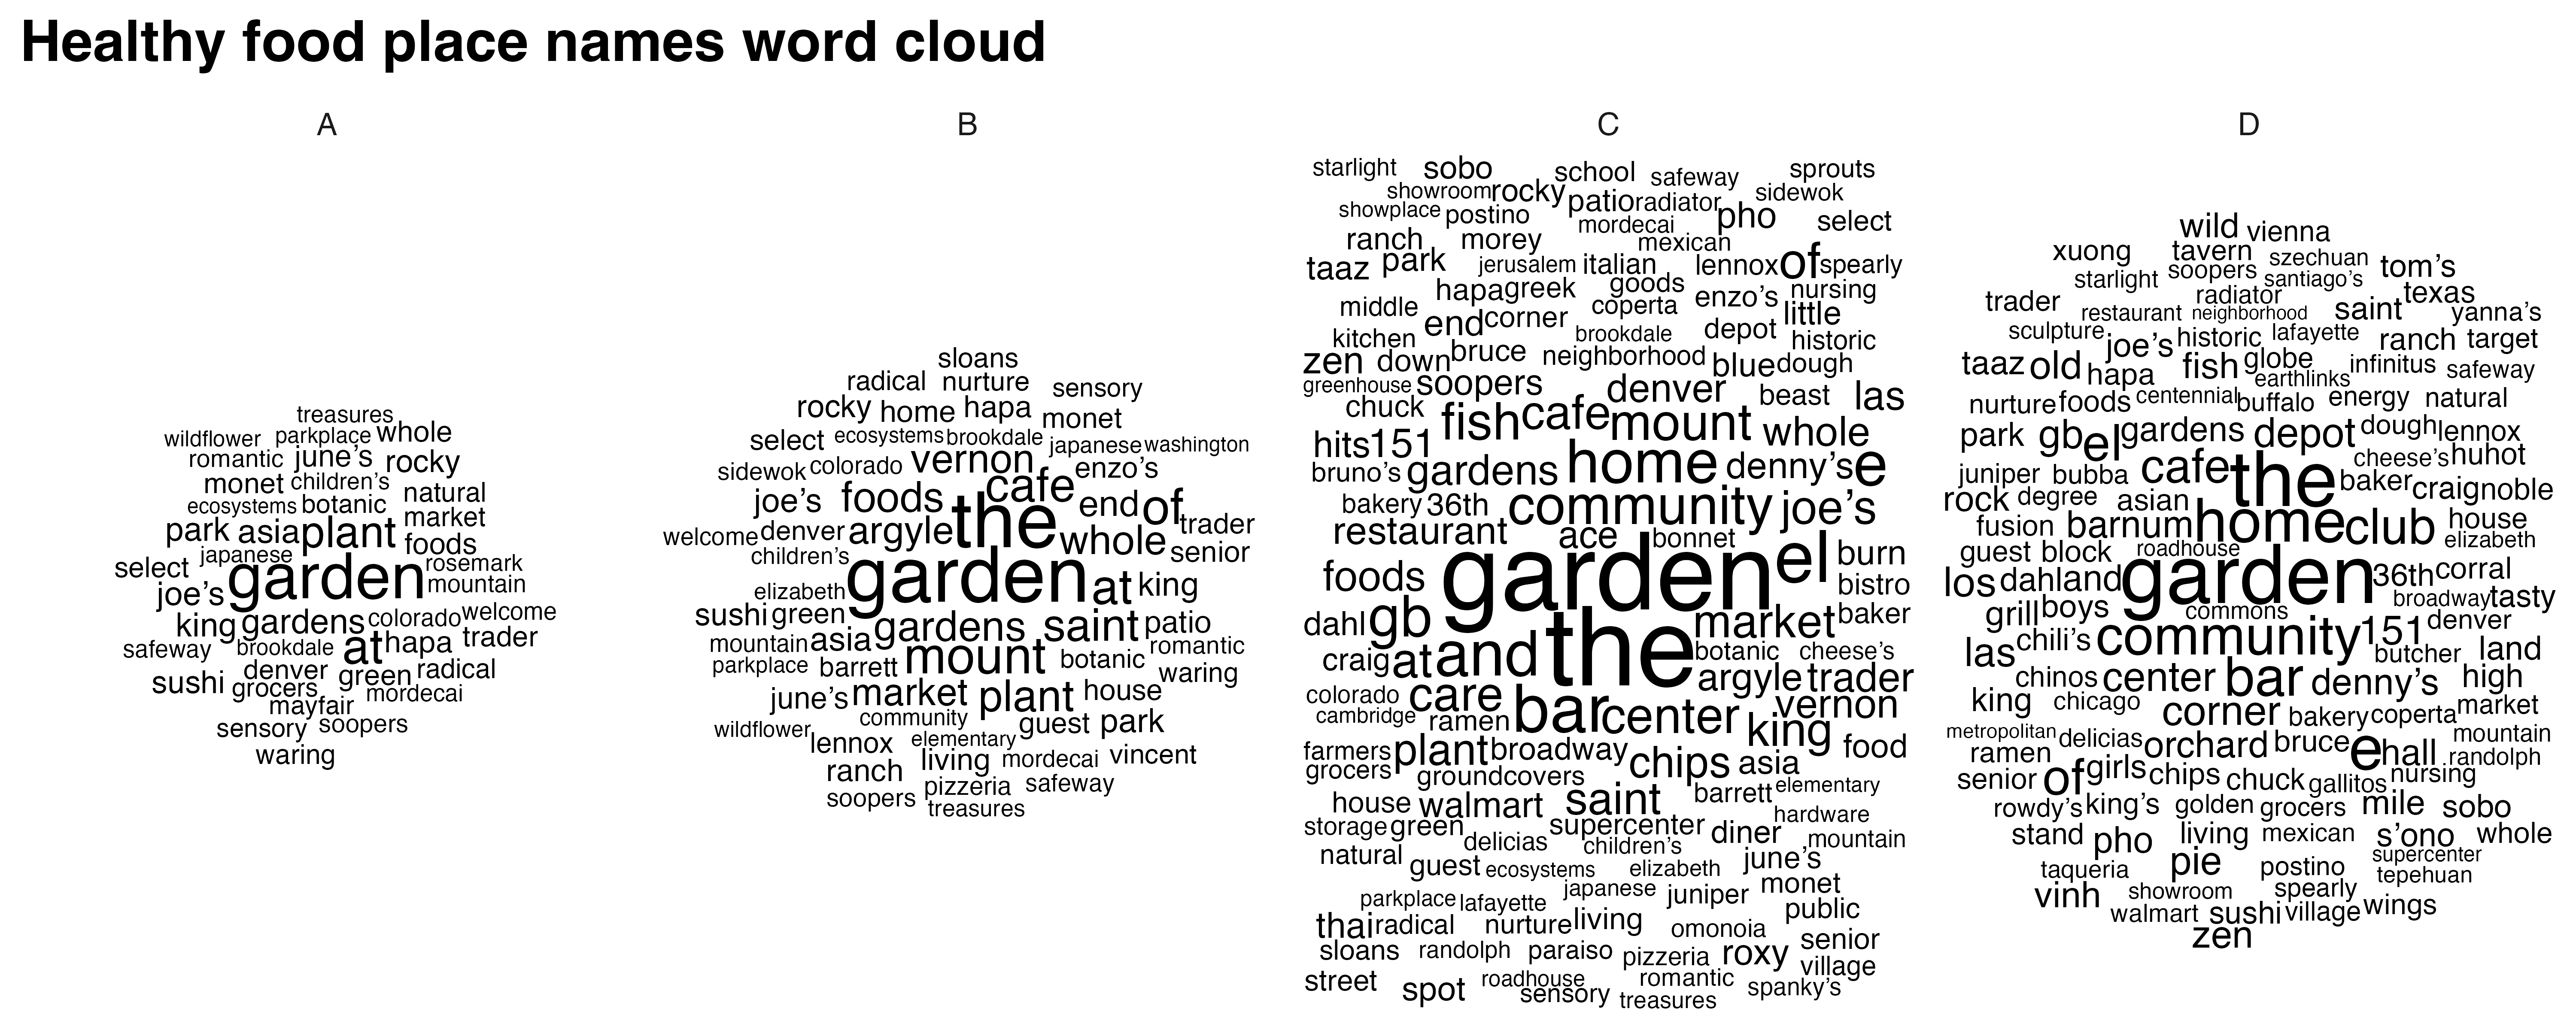 Healthy food place names word cloud
A
treasures
wildflower parkplace whole
romantic june's rocky
monet children's
natural
ecosystems botanic
market
park asia plant
foods
japanese
rosemark
select garden
mountain
joe's
colorado welcome
king gardens
at hapa trader
safeway brookdale
denver green radical
sushi grocers mordecai
mayfair
sensory soopers
waring
B
sloans
radical nurture sensory
rocky home hapa monet
select ecosystems brookdale japanese washington
sidewok colorado vernon enzo's
joe's foods cafe end of
the trader
welcome denver argyle whole senior
children's
elizabeth garden at king
sushi green
gardens saint patio
mountain asia romantic
parkplace barrett mount botanic waring
june's market plant house
community guest park
wildflower elementary
lennox living mordecai vincent
ranch pizzeria safeway
soopers treasures
C
starlight sobo school safeway sprouts
showroom rocky patio radiator sidewok
showplace postino mordecai pho select
ranch morey mexican
taaz park jerusalem italian lennox of spearly
hapa greek goods enzo's nursing
middle coperta little
end corner brookdale depot
kitchen historic
zen down bruce neighborhood blue dough
greenhouse soopers denver beast las
chuck fish cafe mount
hits 151 whole
bruno's gardens home denny's e
bakery 36th community joe's
restaurant ace bonnet
el burn
foods garden bistro
dahl gb market baker
craig at and the botanic cheese's
argyle trader
colorado care vernon
cambridge ramen bar center king
farmers plant broadway food
grocers groundcovers chips asia
house walmart saint barrett elementary
hardware
storage green supercenter diner
delicias children's mountain
natural guest ecosystems elizabeth june's
japanese juniper monet
parkplace lafayette public
thai radical nurture living omonoia
sloans randolph paraiso pizzeria roxy senior
village
street spot roadhouse romantic spanky's
sensory treasures
D
wild vienna
xuong tavern szechuan tom's
starlight soopers santiago's
trader radiator saint texas
restaurant neighborhood yanna's
sculpture joe's historic lafayette ranch target
taaz old hapa fish globe infinitus safeway
earthlinks
nurture foods centennial buffalo energy natural
park gb el gardens depot dough lennox
juniper bubba cafe the cheese's huhot
rock degree asian baker craig noble
fusion barnum home club house
guest block roadhouse elizabeth
los dahl and garden 36th corral
grill boys commons broadway tasty
las chili's community 151 denver
butcher land
chinos center bar denny's high
king chicago corner bakery coperta market
metropolitan delicias orchard bruce e hall mountain
ramen randolph
senior of girls chips chuck gallitos nursing
rowdy's king's golden grocers mile sobo
stand pho living mexican s'ono whole
taqueria pie postino supercenter
tepehuan
vinh showroom spearly
walmart sushi village wings
zen